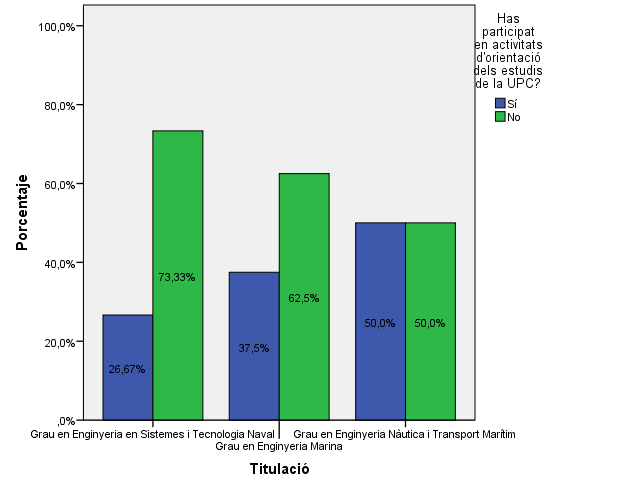 Has
participat
en activitats
d'orientació
dels estudis
de la UPC?
Sí
No
Porcentaje
100,0%
80,0%
60,0%
40,0%
20,0%
,0%
26,67%
73,33%
37,5%
62,5%
50,0%
50,0%
Grau en Enginyeria en Sistemes i Tecnologia Naval
Grau en Enginyeria Marina
Grau en Enginyeria Nàutica i Transport Marítim
Titulació